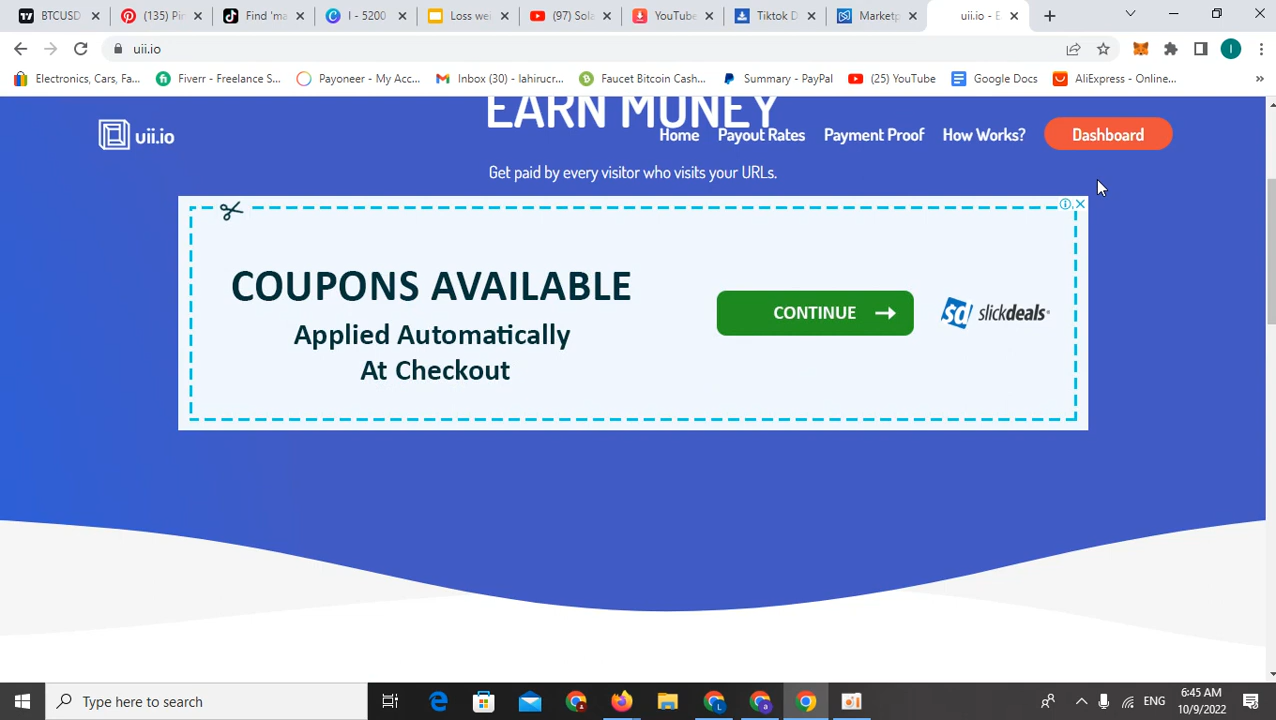 BTCUSD
(135) Pi
Find 'ma
I - 5200
Loss wei
(97) Sola
YouTube
Tiktok D
Marketp
uii.io - E
uii.io
Electronics, Cars, Fa...
Fiverr - Freelance S...
Payoneer - My Acc...
Inbox (30) - lahirucr...
Faucet Bitcoin Cash...
Summary - PayPal
(25) YouTube
Google Docs
AliExpress - Online...
»
EARN MONEY
uii.io
Home
Payout Rates
Payment Proof
How Works?
Dashboard
Get paid by every visitor who visits your URLs.
COUPONS AVAILABLE
Applied Automatically
At Checkout
CONTINUE
sd slickdeals
Type here to search
ENG
6:45 AM
10/9/2022